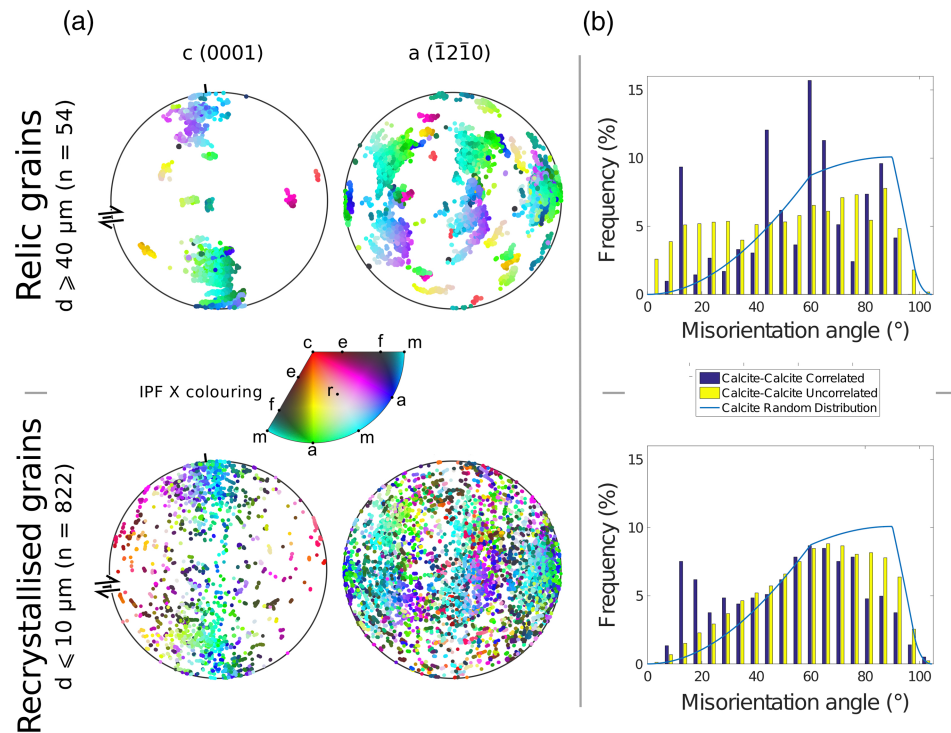 (a)
(b)
c (0001)
a (1̅21̅0)
Relic grains
d ⩾ 40 μm (n = 54)
15
10
5
0
Frequency (%)
0 20 40 60 80 100
Misorientation angle (°)
IPF X colouring
c e f m
e
r
f
a
m
m
a
Calcite-Calcite Correlated
Calcite-Calcite Uncorrelated
Calcite Random Distribution
Recrystallised grains
d ⩽ 10 μm (n = 822)
15
10
5
0
Frequency (%)
0 20 40 60 80 100
Misorientation angle (°)